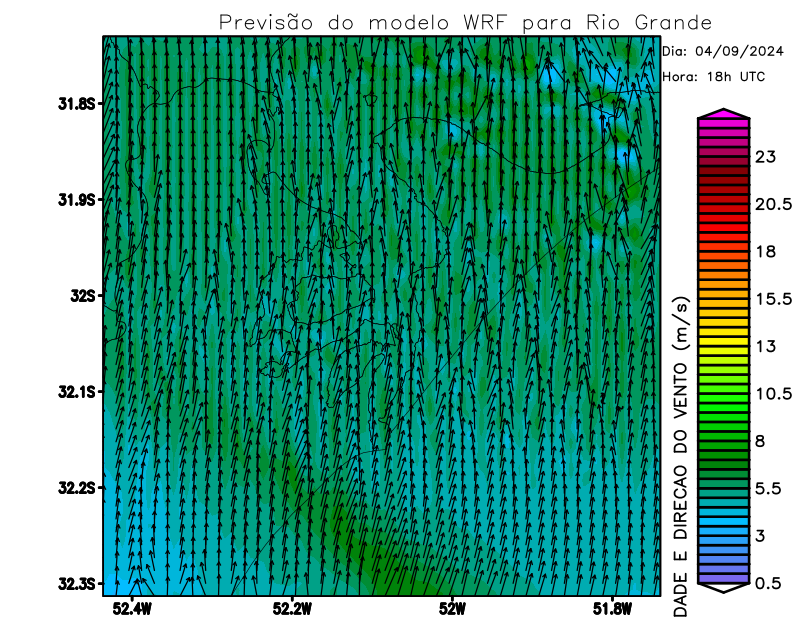 Previsão do modelo WRF para Rio Grande
Dia: 04/09/2024
Hora: 18h UTC
31.8S
31.9S
32S
32.1S
32.2S
32.3S
52.4W
52.2W
52W
51.8W
23
20.5
18
15.5
13
10.5
8
5.5
3
0.5
DADE E DIRECAO DO VENTO (m/s)